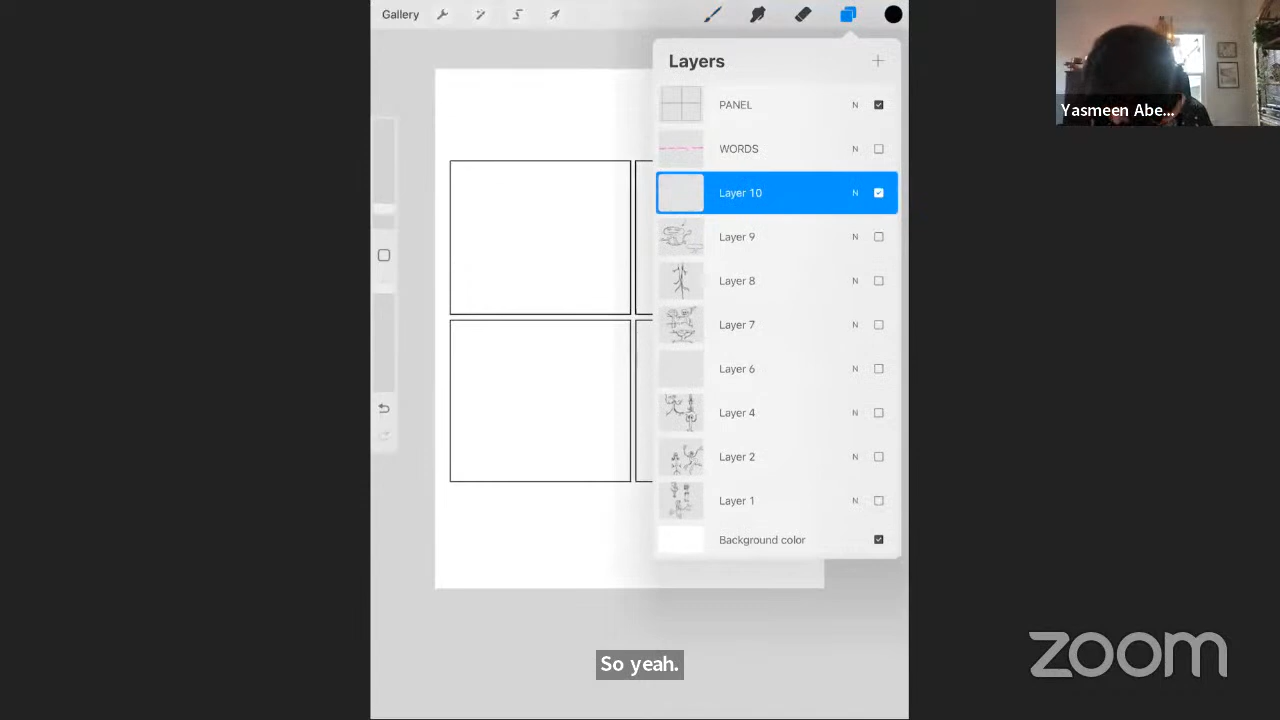 Gallery
Layers
PANEL N
WORDS N
Layer 10 N
Layer 9 N
Layer 8 N
Layer 7 N
Layer 6 N
Layer 4 N
Layer 2 N
Layer 1 N
Background color
Yasmeen Abe...
So yeah.
zoom